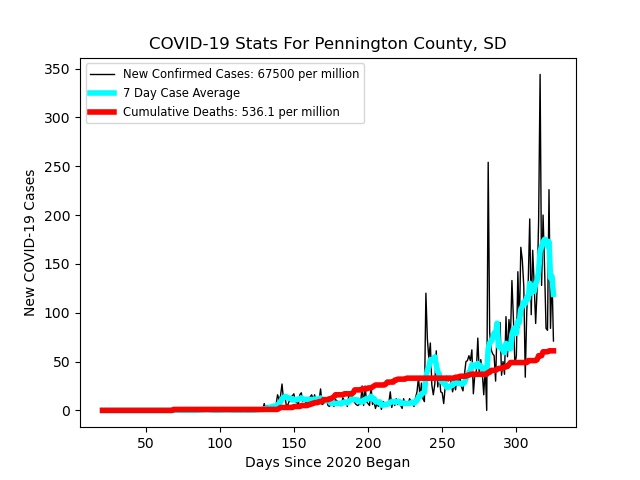 COVID-19 Stats For Pennington County, SD
New Confirmed Cases: 67500 per million
7 Day Case Average
Cumulative Deaths: 536.1 per million
350
300
250
200
150
100
50
0
New COVID-19 Cases
50 100 150 200 250 300
Days Since 2020 Began